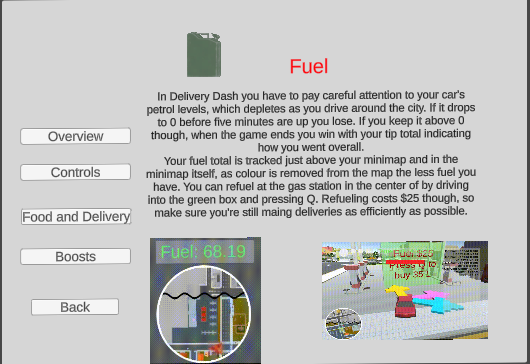 Fuel
In Delivery Dash you have to pay careful attention to your car's
petrol levels, which depletes as you drive around the city. If it drops
to 0 before five minutes are up you lose. If you keep it above 0
though, when the game ends you win with your tip total indicating
how you went overall.
Your fuel total is tracked just above your minimap and in the
minimap itself, as colour is removed from the map the less fuel you
have. You can refuel at the gas station in the center of by driving
into the green box and pressing Q. Refueling costs $25 though, so
make sure you're still maing deliveries as efficiently as possible.
Overview
Controls
Food and Delivery
Boosts
Back
Fuel: 68.19
Fuel $25
Press Q to
buy